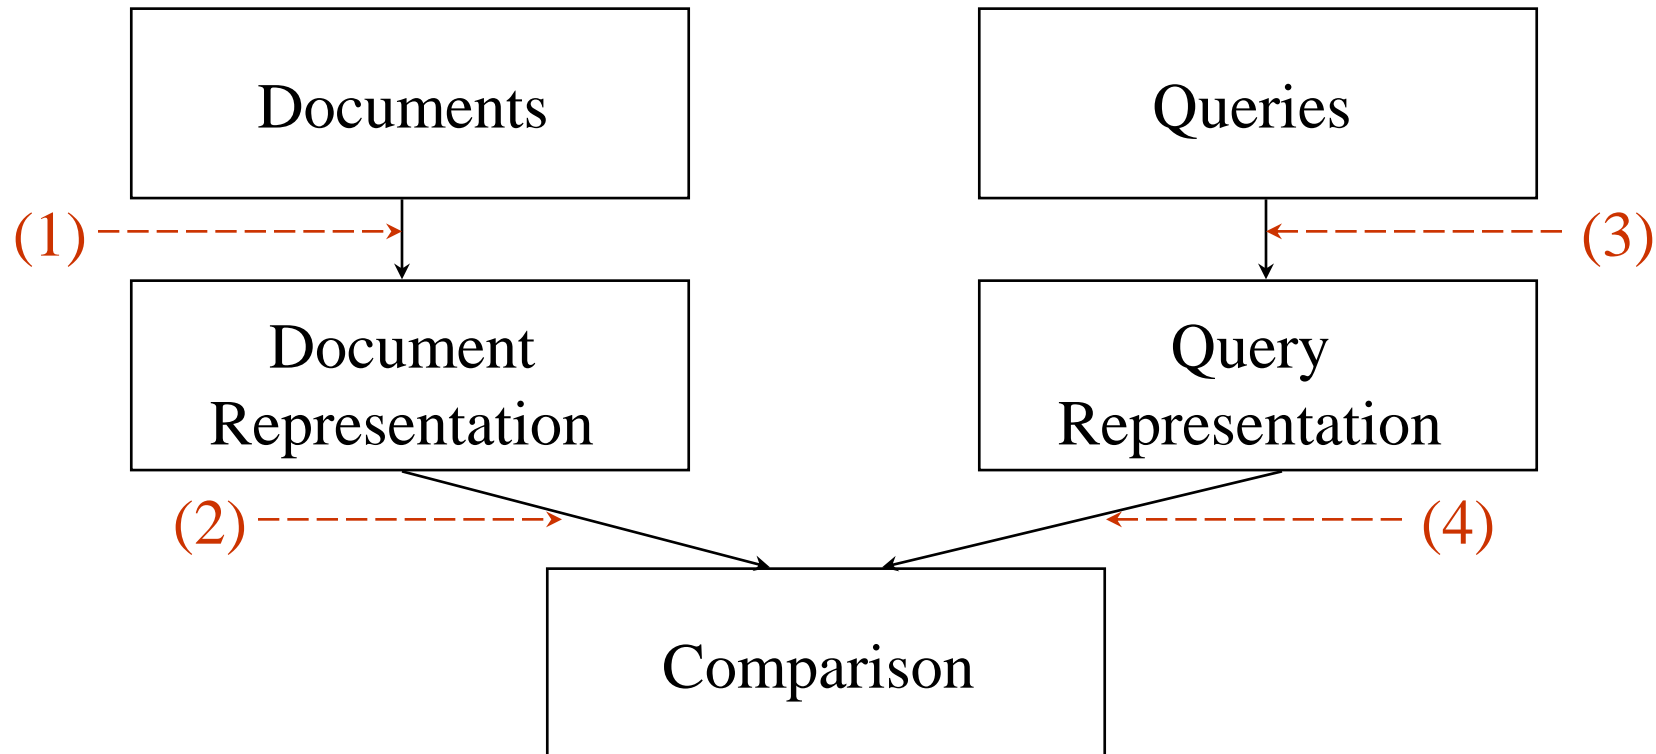 Documents
Queries
(1)
(3)
Document
Representation
Query
Representation
(2)
(4)
Comparison